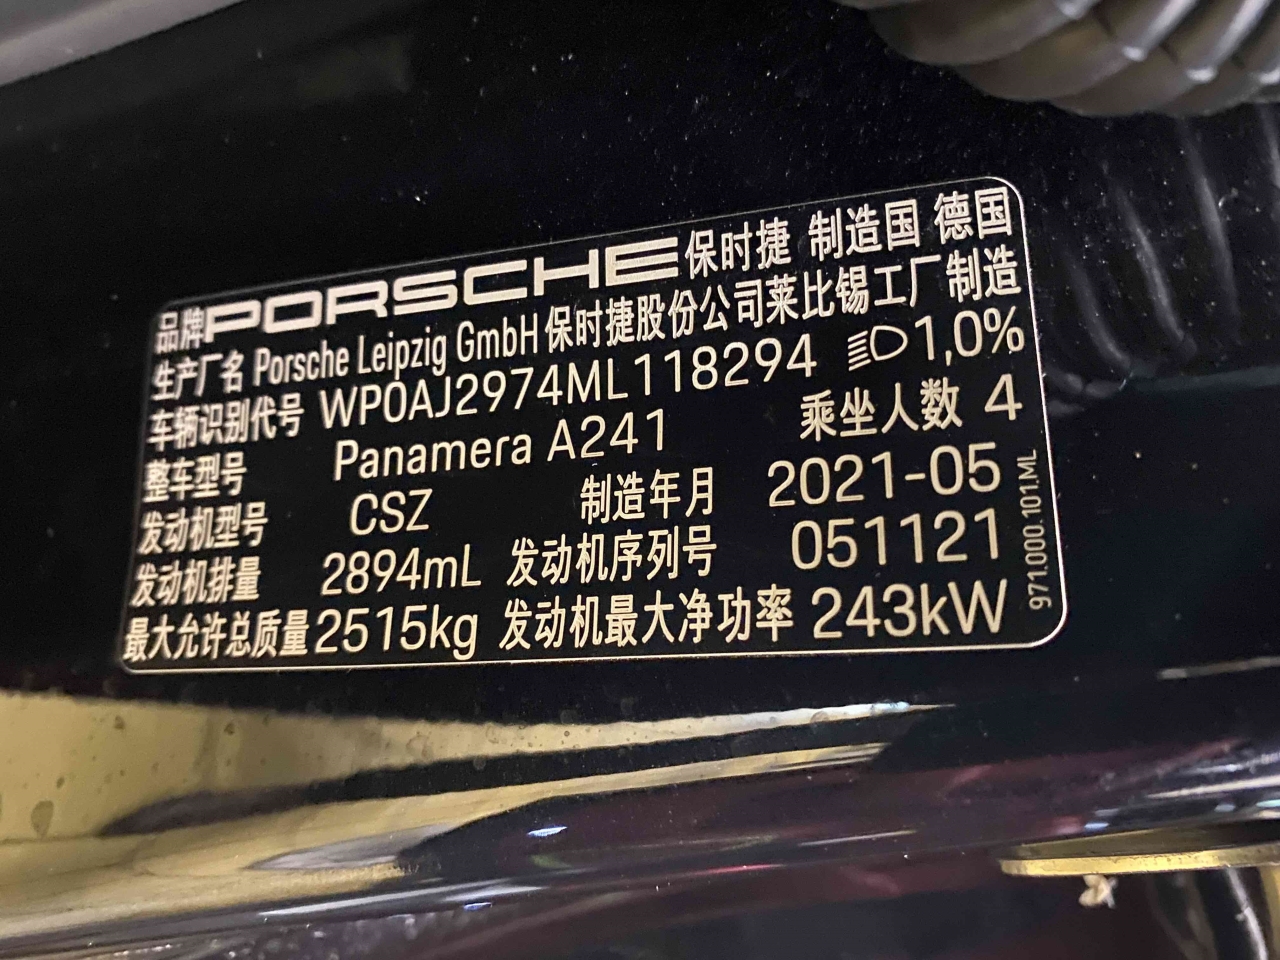 品牌PORSCHE保时捷 制造国 德国
生产厂名 Porsche Leipzig GmbH 保时捷股份公司莱比锡工厂制造
车辆识别代号 WP0AJ2974ML118294 1,0%
整车型号 Panamera A241 乘坐人数 4
发动机型号 CSZ 制造年月 2021-05
发动机排量 2894mL 发动机序列号 051121
最大允许总质量 2515kg 发动机最大净功率 243kW
971.000.101.ML